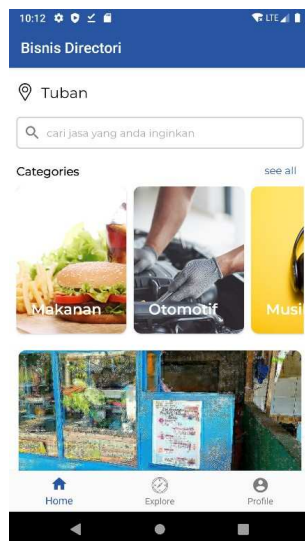 10:12
LTE
Bisnis Directori
Tuban
cari jasa yang anda inginkan
Categories
see all
Makanan
Otomotif
Musi
Home
Explore
Profile